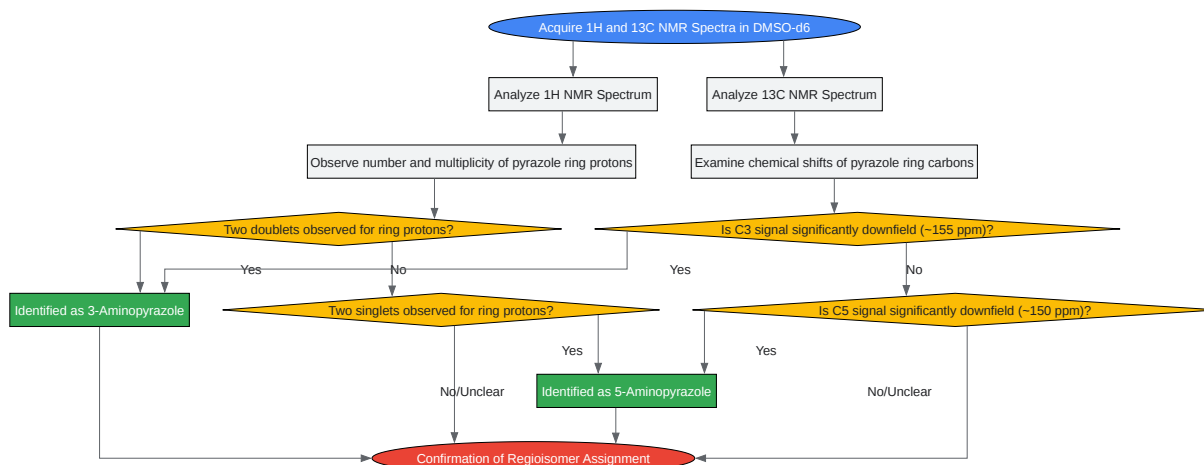 Acquire 1H and 13C NMR Spectra in DMSO-d6
Analyze 1H NMR Spectrum
Analyze 13C NMR Spectrum
Observe number and multiplicity of pyrazole ring protons
Examine chemical shifts of pyrazole ring carbons
Two doublets observed for ring protons?
Is C3 signal significantly downfield (~155 ppm)?
Yes
No
Yes
No
Identified as 3-Aminopyrazole
Two singlets observed for ring protons?
Is C5 signal significantly downfield (~150 ppm)?
Yes
Yes
No/Unclear
Identified as 5-Aminopyrazole
No/Unclear
Confirmation of Regioisomer Assignment